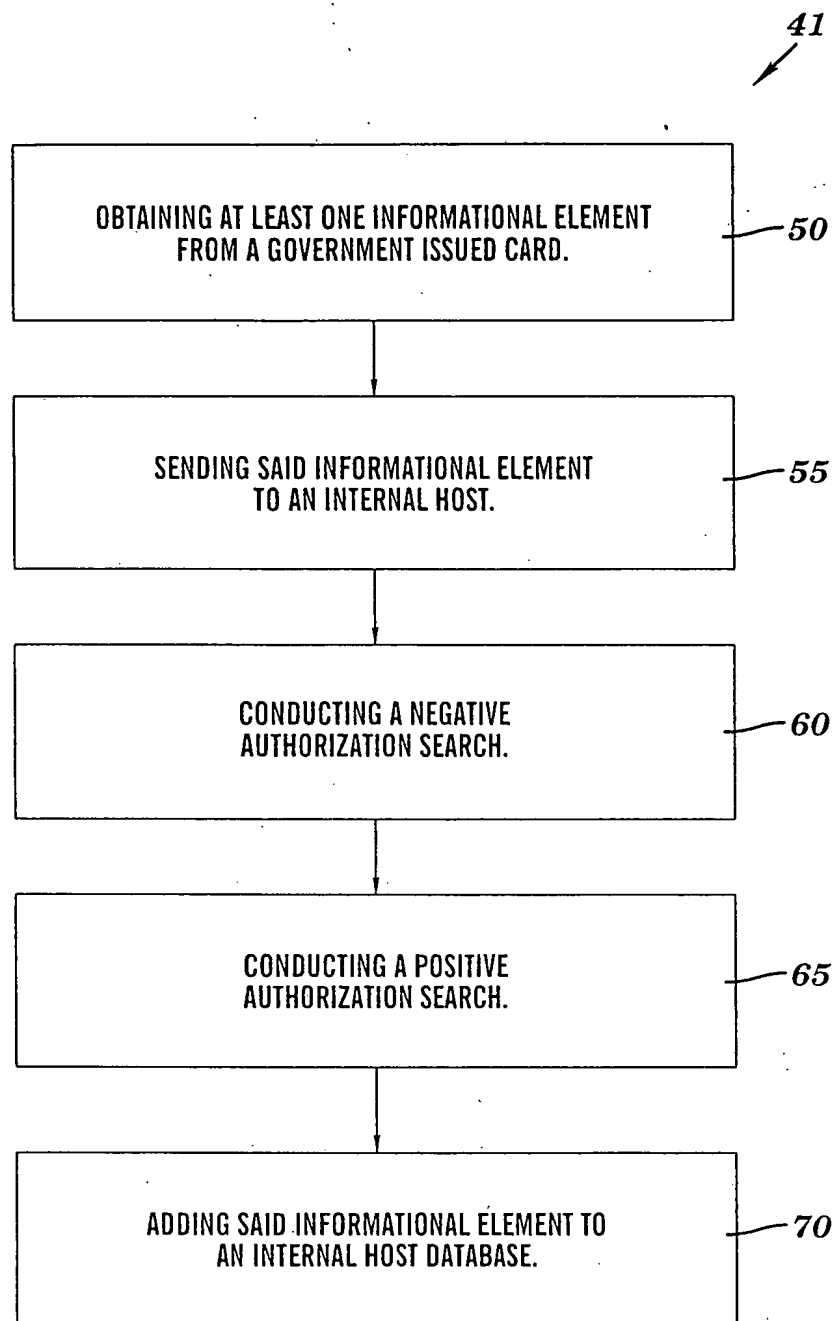 41
OBTAINING AT LEAST ONE INFORMATIONAL ELEMENT
FROM A GOVERNMENT ISSUED CARD.
50
SENDING SAID INFORMATIONAL ELEMENT
TO AN INTERNAL HOST.
55
CONDUCTING A NEGATIVE
AUTHORIZATION SEARCH.
60
CONDUCTING A POSITIVE
AUTHORIZATION SEARCH.
65
ADDING SAID INFORMATIONAL ELEMENT TO
AN INTERNAL HOST DATABASE.
70